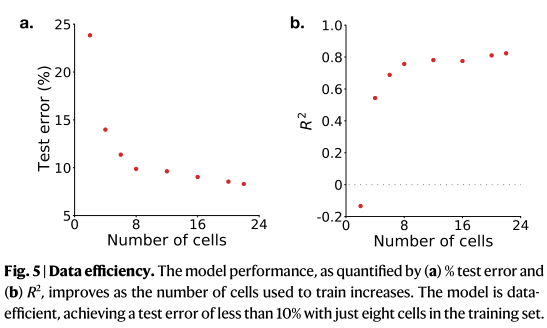 a.
b.
25
20
15
10
5
Test error (%)
0
8
16
24
Number of cells
1.0
0.8
0.6
0.4
0.2
0
-0.2
R²
0
8
16
24
Number of cells
Fig. 5 | Data efficiency. The model performance, as quantified by (a) % test error and
(b) R², improves as the number of cells used to train increases. The model is data-
efficient, achieving a test error of less than 10% with just eight cells in the training set.